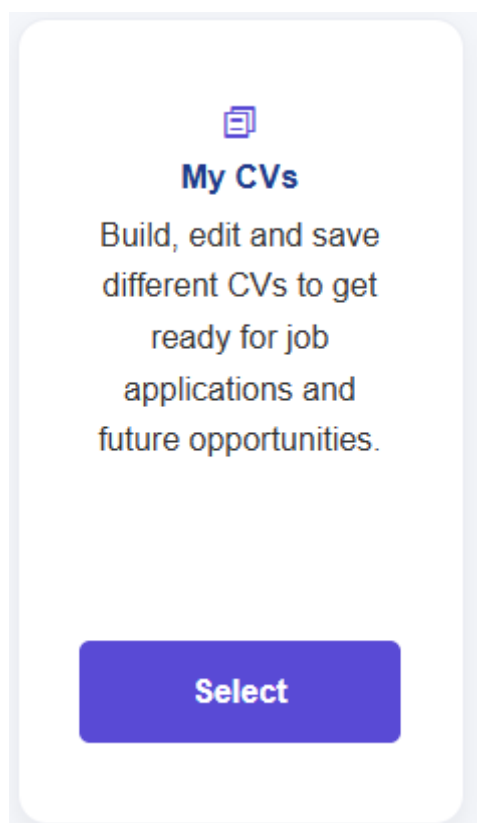 My CVs
Build, edit and save
different CVs to get
ready for job
applications and
future opportunities.
Select